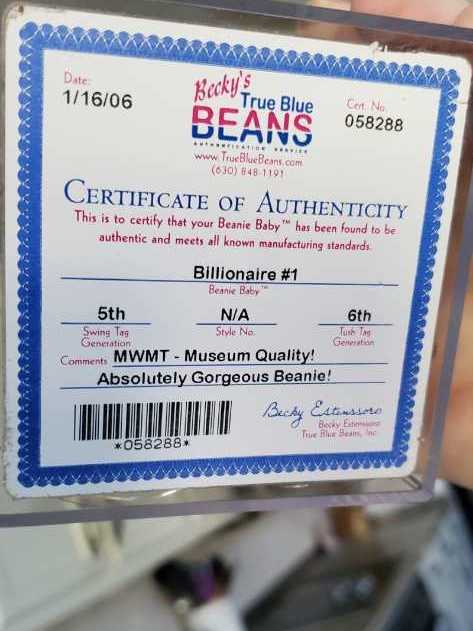 Date:
1/16/06
Becky's
True Blue
BEANS
AUTHENTICATION SERVICE
www.TrueBlueBeans.com
(630) 848-1191
Cert. No.
058288
CERTIFICATE OF AUTHENTICITY
This is to certify that your Beanie Baby™ has been found to be
authentic and meets all known manufacturing standards.
Billionaire #1
Beanie Baby™
5th N/A 6th
Swing Tag Style No. Tush Tag
Generation Generation
Comments MWMT - Museum Quality!
Absolutely Gorgeous Beanie!
Becky Estenssoro
Becky Estenssoro
True Blue Beans, Inc.
*058288*